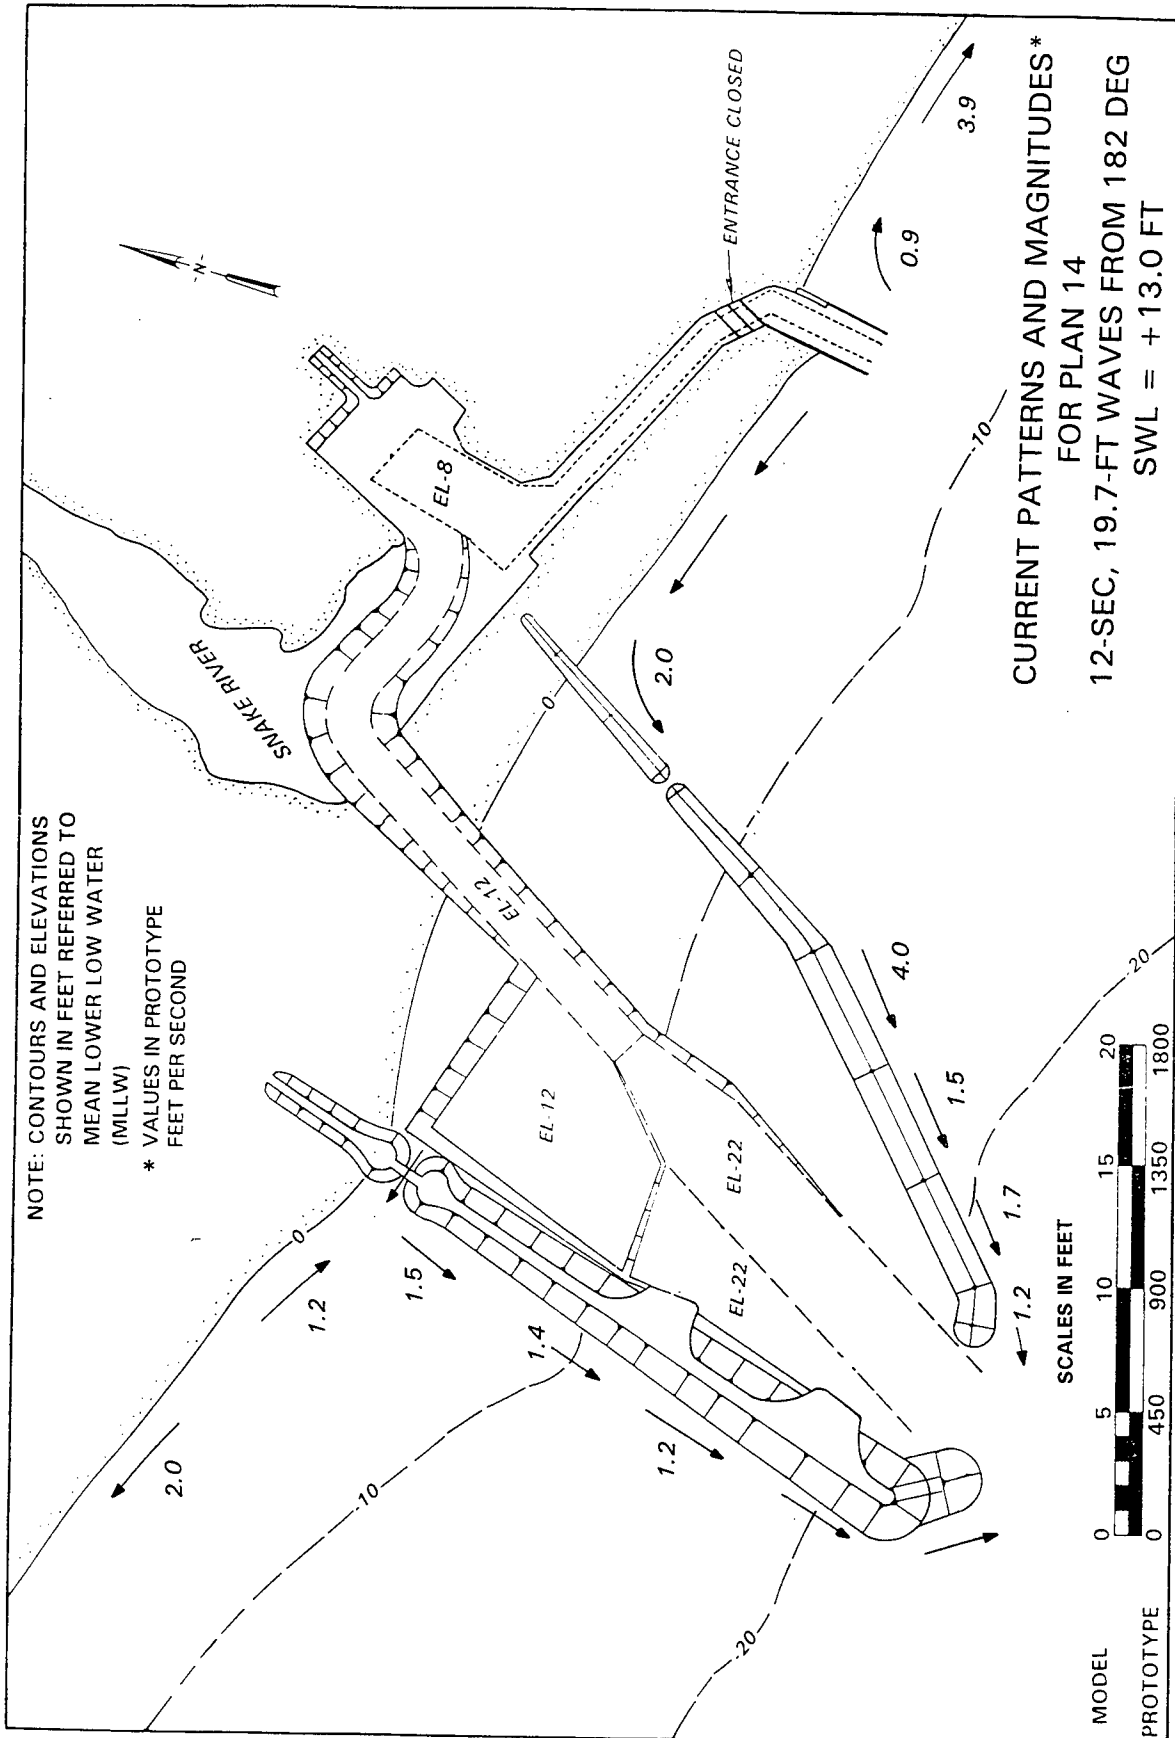 NOTE: CONTOURS AND ELEVATIONS
SHOWN IN FEET REFERRED TO
MEAN LOWER LOW WATER
(MLLW)
* VALUES IN PROTOTYPE
FEET PER SECOND
-N-
SNAKE RIVER
ENTRANCE CLOSED
EL-8
EL-12
EL-12
EL-22
EL-22
0
0
-10
-10
-20
-20
2.0
1.2
1.5
1.4
1.2
2.0
4.0
1.5
1.7
1.2
0.9
3.9
SCALES IN FEET
MODEL 0 5 10 15 20
PROTOTYPE 0 450 900 1350 1800
CURRENT PATTTERNS AND MAGNITUDES*
FOR PLAN 14
12-SEC, 19.7-FT WAVES FROM 182 DEG
SWL = +13.0 FT